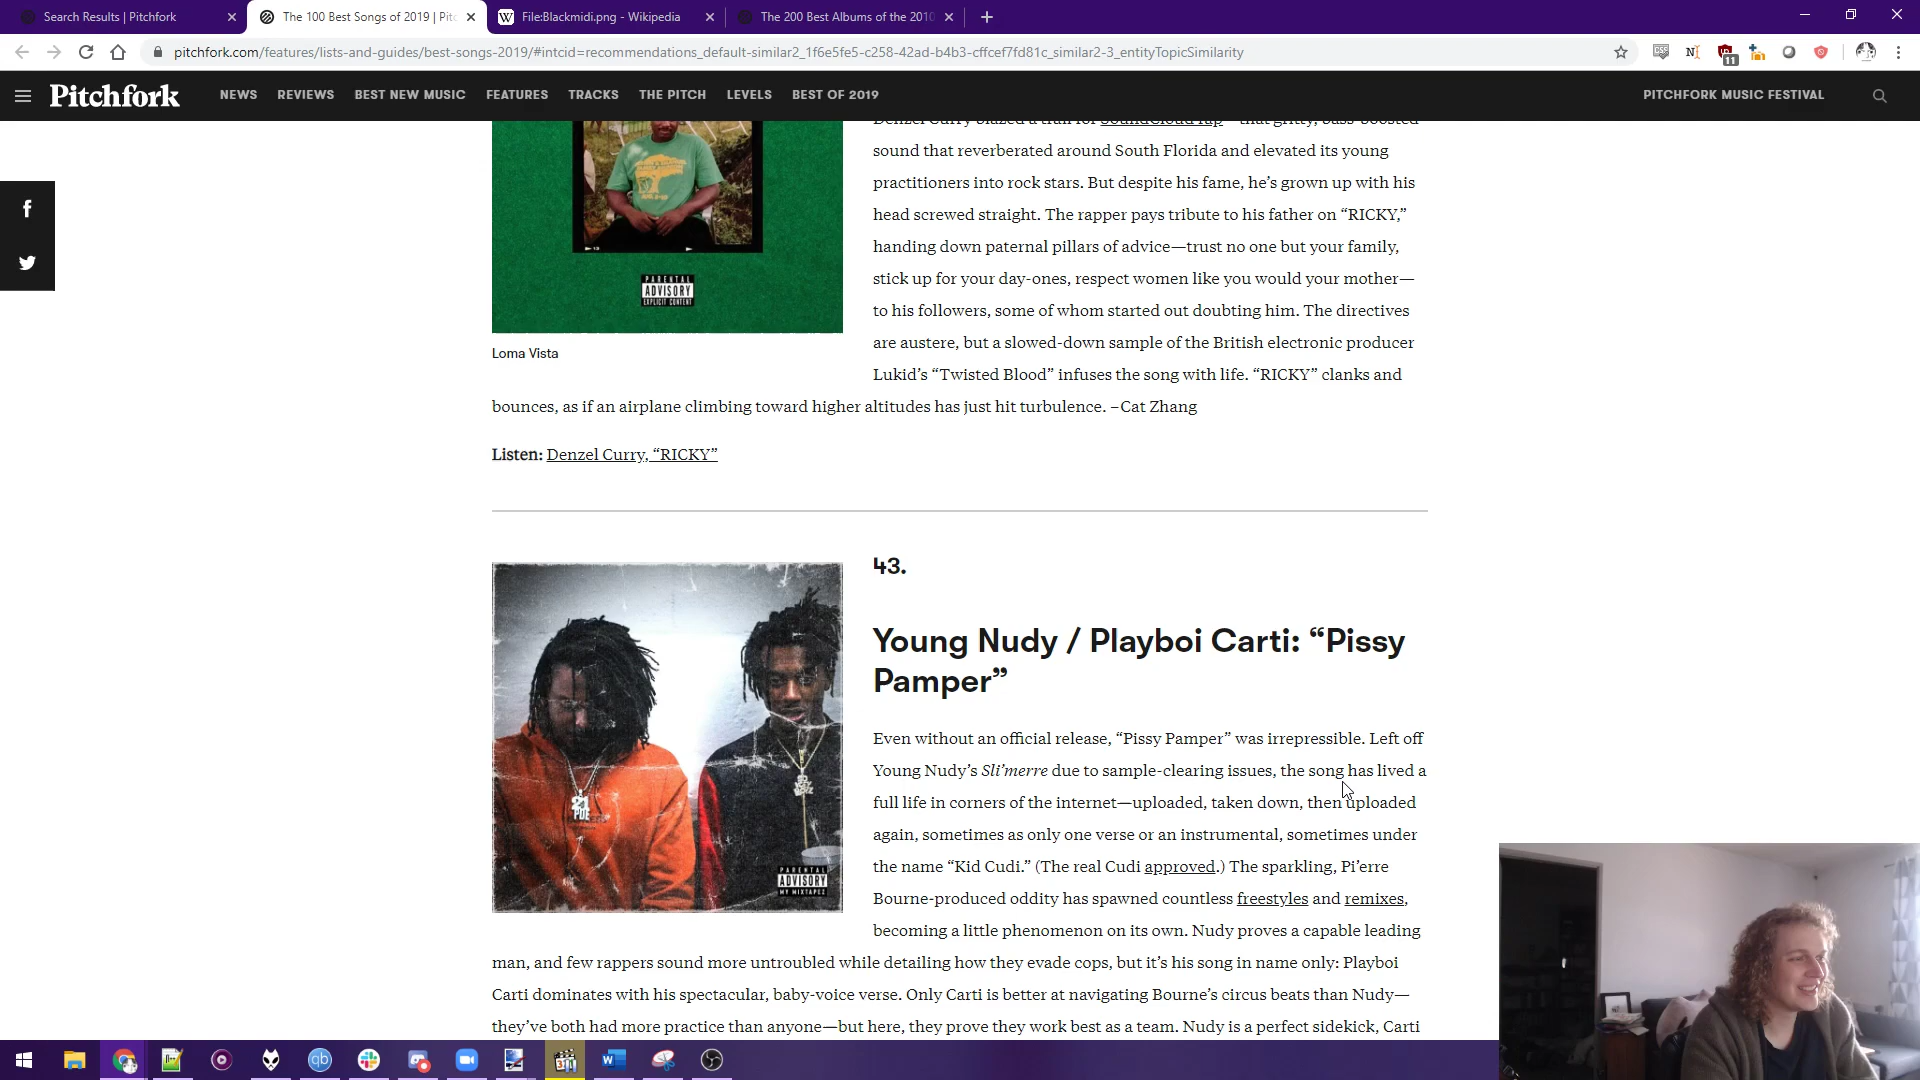 Search Results | Pitchfork
The 100 Best Songs of 2019 | Pitc
File:Blackmidi.png - Wikipedia
The 200 Best Albums of the 2010
pitchfork.com/features/lists-and-guides/best-songs-2019/#intcid=recommendations_default-similar2_1f6e5fe5-c258-42ad-b4b3-cffcef7fd81c_similar2-3_entityTopicSimilarity
11
Pitchfork
NEWS
REVIEWS
BEST NEW MUSIC
FEATURES
TRACKS
THE PITCH
LEVELS
BEST OF 2019
PITCHFORK MUSIC FESTIVAL
Denzel Curry blazed a trail for SoundCloud rap—that gritty, bass-boosted
sound that reverberated around South Florida and elevated its young
practitioners into rock stars. But despite his fame, he’s grown up with his
head screwed straight. The rapper pays tribute to his father on “RICKY,”
handing down paternal pillars of advice—trust no one but your family,
stick up for your day-ones, respect women like you would your mother—
to his followers, some of whom started out doubting him. The directives
are austere, but a slowed-down sample of the British electronic producer
Lukid’s “Twisted Blood” infuses the song with life. “RICKY” clanks and
bounces, as if an airplane climbing toward higher altitudes has just hit turbulence. –Cat Zhang
PARENTAL
ADVISORY
EXPLICIT CONTENT
Loma Vista
Listen: Denzel Curry, “RICKY”
43.
Young Nudy / Playboi Carti: “Pissy
Pamper”
Even without an official release, “Pissy Pamper” was irrepressible. Left off
Young Nudy’s Sli’merre due to sample-clearing issues, the song has lived a
full life in corners of the internet—uploaded, taken down, then uploaded
again, sometimes as only one verse or an instrumental, sometimes under
the name “Kid Cudi.” (The real Cudi approved.) The sparkling, Pi’erre
Bourne-produced oddity has spawned countless freestyles and remixes,
becoming a little phenomenon on its own. Nudy proves a capable leading
man, and few rappers sound more untroubled while detailing how they evade cops, but it’s his song in name only: Playboi
Carti dominates with his spectacular, baby-voice verse. Only Carti is better at navigating Bourne’s circus beats than Nudy—
they’ve both had more practice than anyone—but here, they prove they work best as a team. Nudy is a perfect sidekick, Carti
PARENTAL
ADVISORY
MY MIXTAPEZ